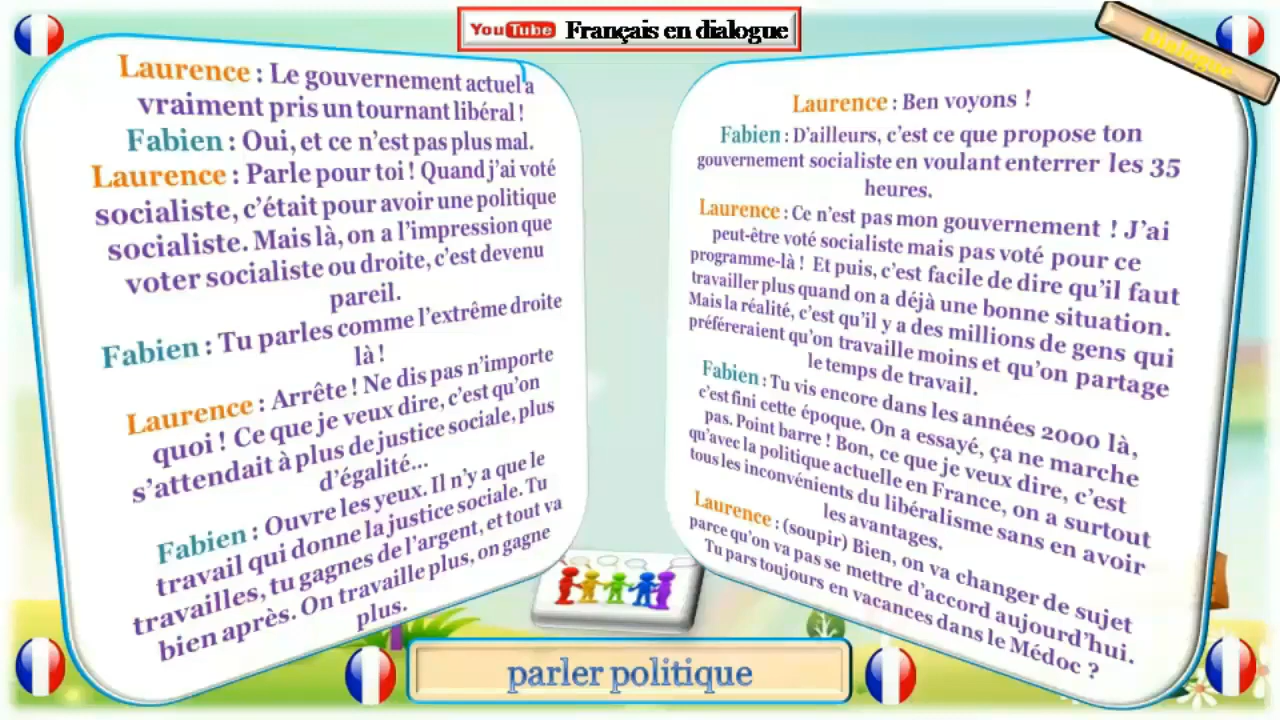 YouTube Français en dialogue
Dialogue
Laurence : Le gouvernement actuel a
vraiment pris un tournant libéral !
Fabien : Oui, et ce n'est pas plus mal.
Laurence : Parle pour toi ! Quand j'ai voté
socialiste, c'était pour avoir une politique
socialiste. Mais là, on a l'impression que
voter socialiste ou droite, c'est devenu
pareil.
Fabien : Tu parles comme l'extrême droite
là !
Laurence : Arrête ! Ne dis pas n'importe
quoi ! Ce que je veux dire, c'est qu'on
s'attendait à plus de justice sociale, plus
d'égalité...
Fabien : Ouvre les yeux. Il n'y a que le
travail qui donne la justice sociale. Tu
travailles, tu gagnes de l'argent, et tout va
bien après. On travaille plus, on gagne
plus.
Laurence : Ben voyons !
Fabien : D'ailleurs, c'est ce que propose ton
gouvernement socialiste en voulant enterrer les 35
heures.
Laurence : Ce n'est pas mon gouvernement ! J'ai
peut-être voté socialiste mais pas voté pour ce
programme-là ! Et puis, c'est facile de dire qu'il faut
travailler plus quand on a déjà une bonne situation.
Mais la réalité, c'est qu'il y a des millions de gens qui
préféreraient qu'on travaille moins et qu'on partage
le temps de travail.
Fabien : Tu vis encore dans les années 2000 là,
c'est fini cette époque. On a essayé, ça ne marche
pas. Point barre ! Bon, ce que je veux dire, c'est
qu'avec la politique actuelle en France, on a surtout
tous les inconvénients du libéralisme sans en avoir
les avantages.
Laurence : (soupir) Bien, on va changer de sujet
parce qu'on va pas se mettre d'accord aujourd'hui.
Tu pars toujours en vacances dans le Médoc ?
parler politique